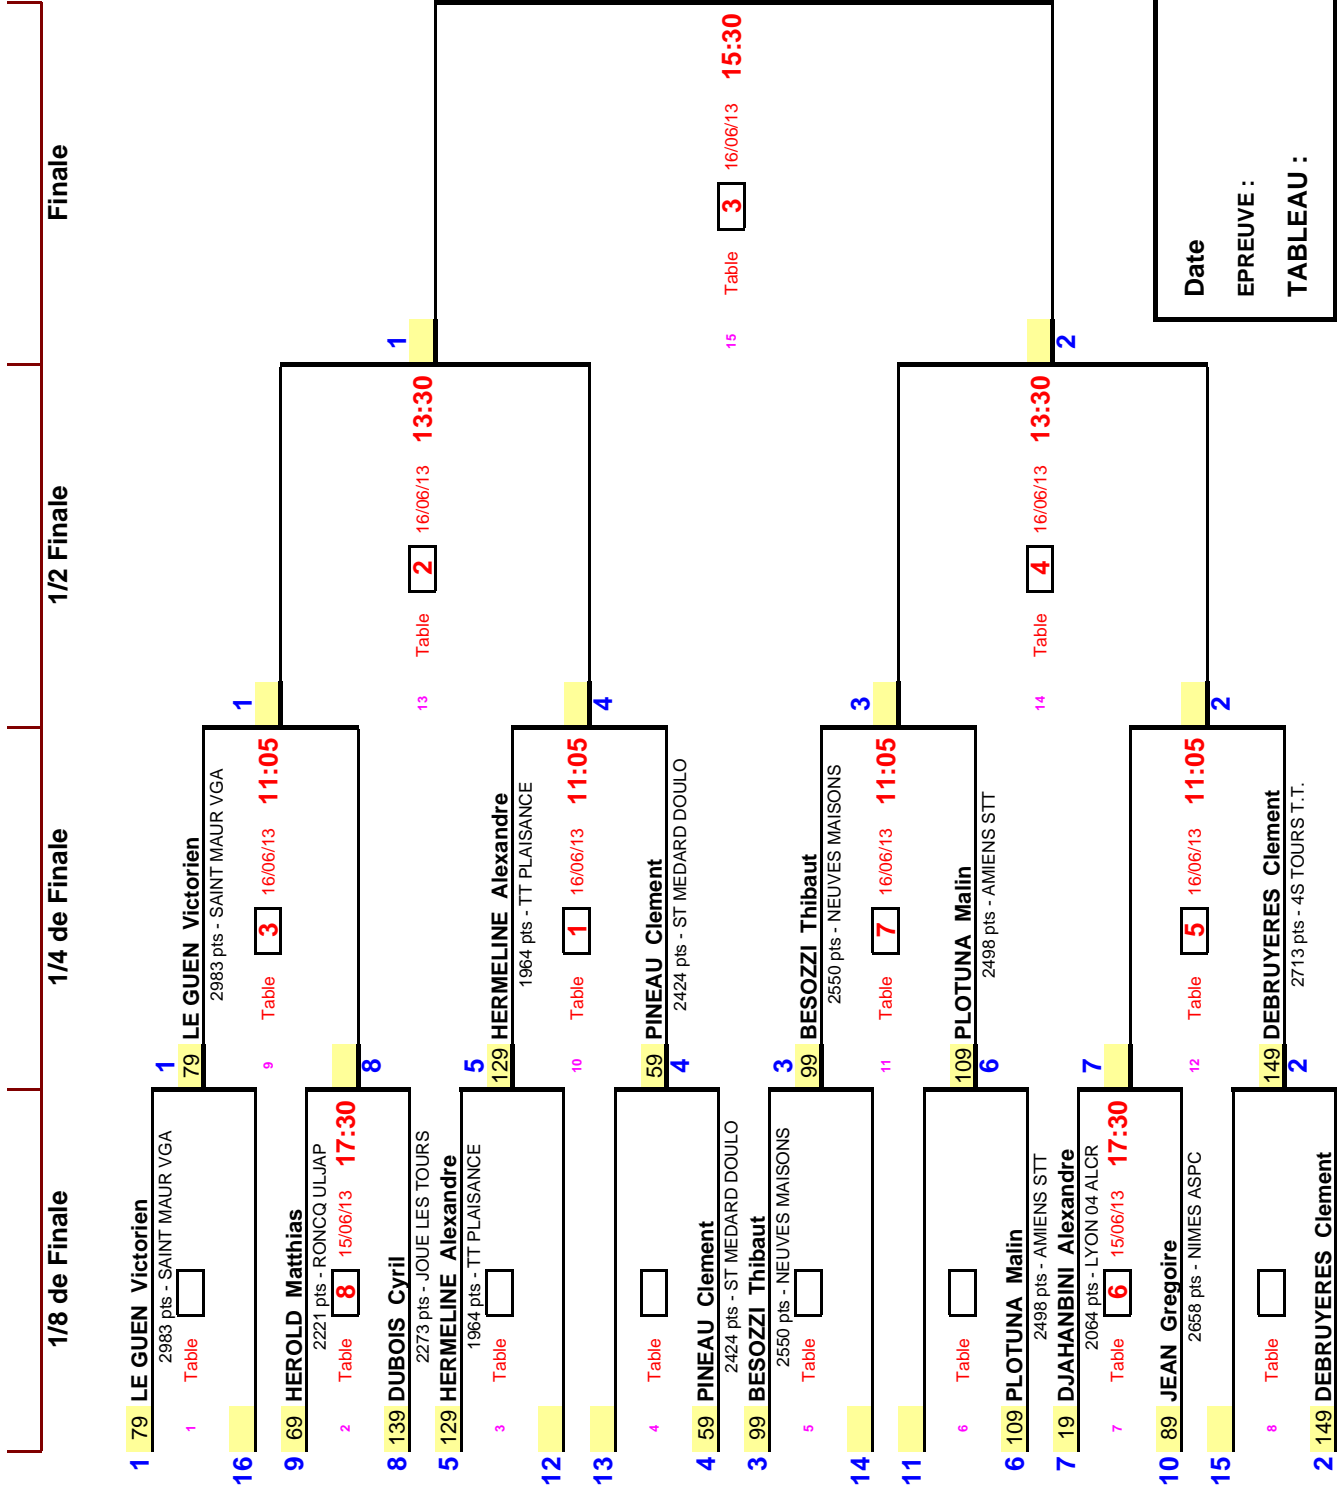 1/8 de Finale
1/4 de Finale
1/2 Finale
Finale
1 79 LE GUEN Victorien
2983 pts - SAINT MAUR VGA
1 Table
16
9 69 HEROLD Matthias
2221 pts - RONCQ ULJAP
2 Table 8 15/06/13 17:30
8 139 DUBOIS Cyril
2273 pts - JOUE LES TOURS
5 129 HERMELINE Alexandre
1964 pts - TT PLAISANCE
3 Table
12
13
4 Table
4 59 PINEAU Clement
2424 pts - ST MEDARD DOULO
3 99 BESOZZI Thibaut
2550 pts - NEUVES MAISONS
5 Table
14
11
6 Table
6 109 PLOTUNA Malin
2498 pts - AMIENS STT
7 19 DJAHANBINI Alexandre
2064 pts - LYON 04 ALCR
7 Table 6 15/06/13 17:30
10 89 JEAN Gregoire
2658 pts - NIMES ASPC
15
8 Table
2 149 DEBRUYERES Clement
1
79 LE GUEN Victorien
2983 pts - SAINT MAUR VGA
9 Table 3 16/06/13 11:05
8
5
129 HERMELINE Alexandre
1964 pts - TT PLAISANCE
10 Table 1 16/06/13 11:05
59 PINEAU Clement
4 2424 pts - ST MEDARD DOULO
3
99 BESOZZI Thibaut
2550 pts - NEUVES MAISONS
11 Table 7 16/06/13 11:05
109 PLOTUNA Malin
6 2498 pts - AMIENS STT
7
12 Table 5 16/06/13 11:05
149 DEBRUYERES Clement
2 2713 pts - 4S TOURS T.T.
1
13 Table 2 16/06/13 13:30
4
3
14 Table 4 16/06/13 13:30
2
1
15 Table 3 16/06/13 15:30
2
Date
EPREUVE :
TABLEAU :